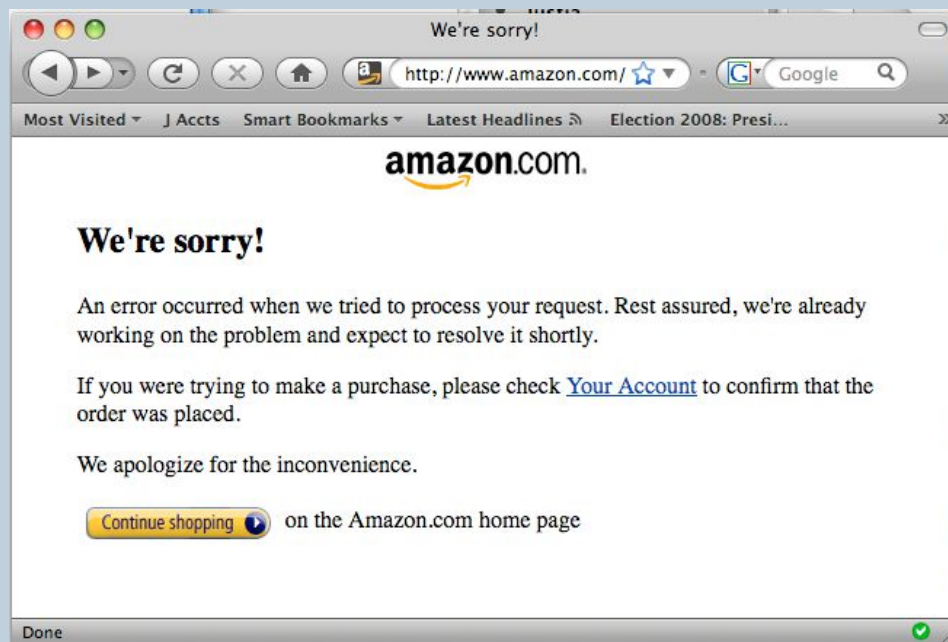 We're sorry!
http://www.amazon.com/ Google
Most Visited J Accts Smart Bookmarks Latest Headlines Election 2008: Presi... »
amazon.com.
We're sorry!
An error occurred when we tried to process your request. Rest assured, we're already
working on the problem and expect to resolve it shortly.
If you were trying to make a purchase, please check Your Account to confirm that the
order was placed.
We apologize for the inconvenience.
Continue shopping on the Amazon.com home page
Done